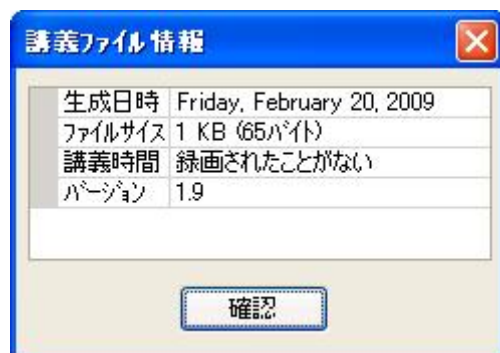 講義ファイル情報
生成日時 Friday, February 20, 2009
ファイルサイズ 1 KB (65バイト)
講義時間 録画されたことがない
バージョン 1.9
確認